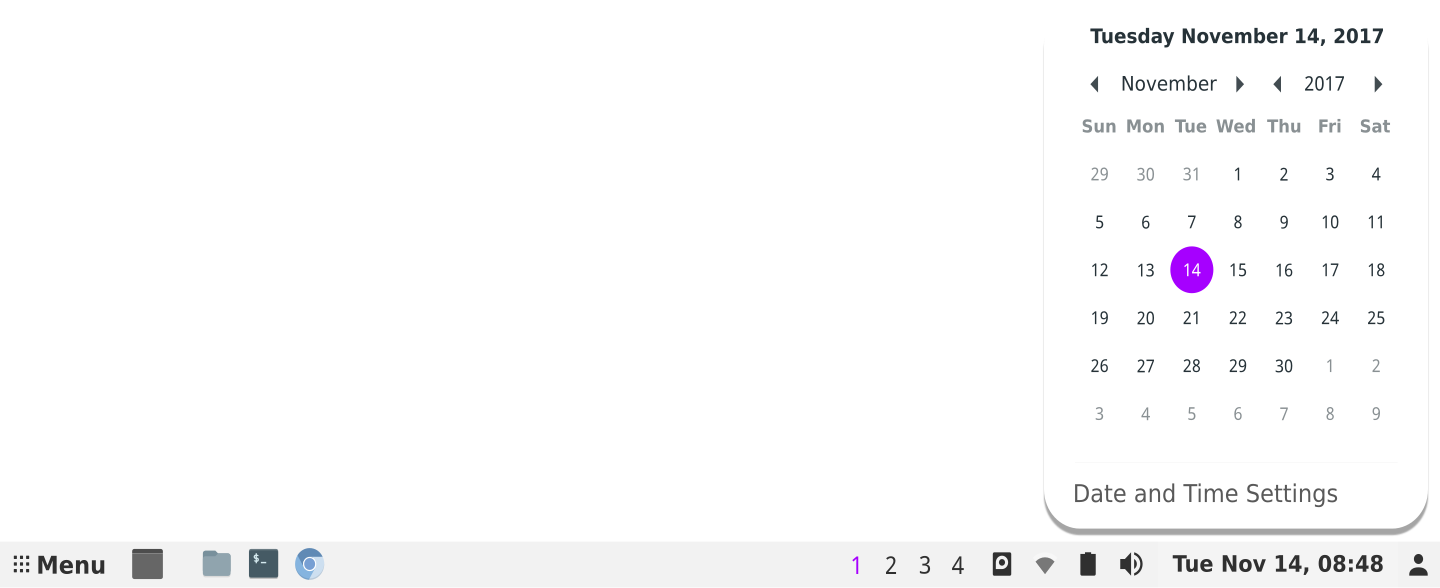 Tuesday November 14, 2017
November 2017
Sun Mon Tue Wed Thu Fri Sat
29 30 31 1 2 3 4
5 6 7 8 9 10 11
12 13 14 15 16 17 18
19 20 21 22 23 24 25
26 27 28 29 30 1 2
3 4 5 6 7 8 9
Date and Time Settings
Menu $_ 1 2 3 4 Tue Nov 14, 08:48